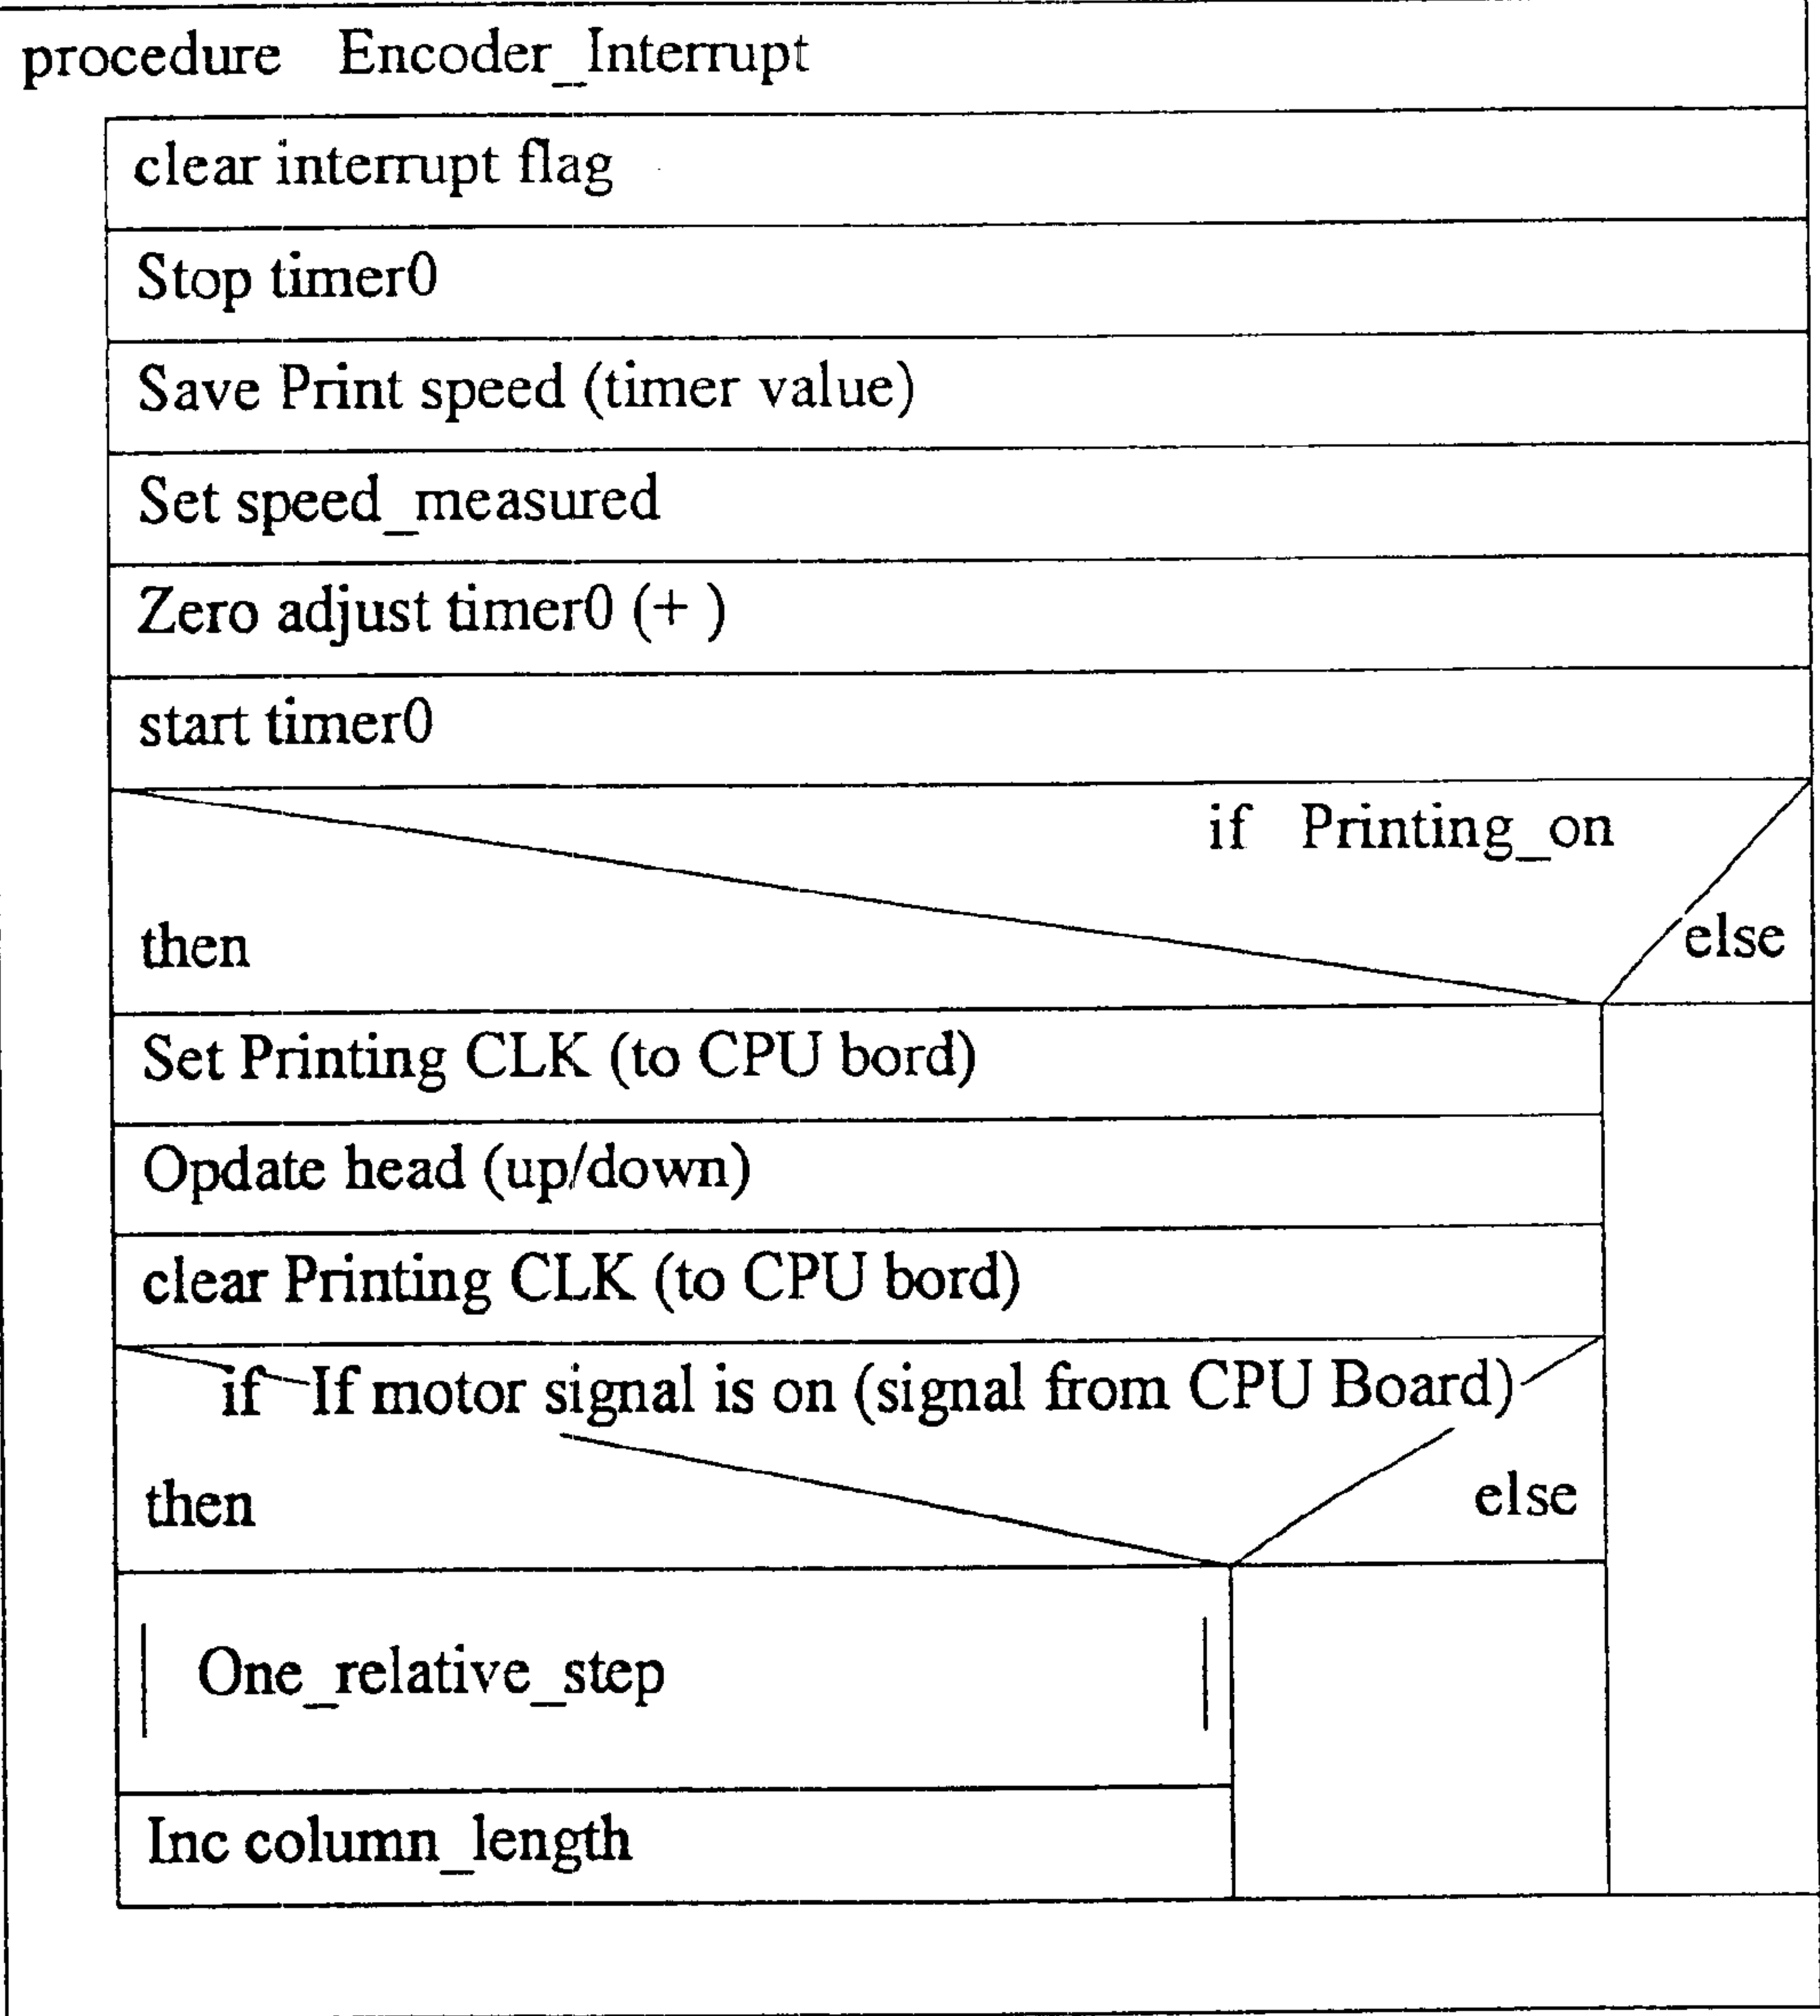 procedure Encoder_Interrupt
clear interrupt flag
Stop timer0
Save Print speed (timer value)
Set speed_measured
Zero adjust timer0 (+ )
start timer0
if Printing_on
then else
Set Printing CLK (to CPU bord)
Opdate head (up/down)
clear Printing CLK (to CPU bord)
if If motor signal is on (signal from CPU Board)
then else
One_relative_step
Inc column_length